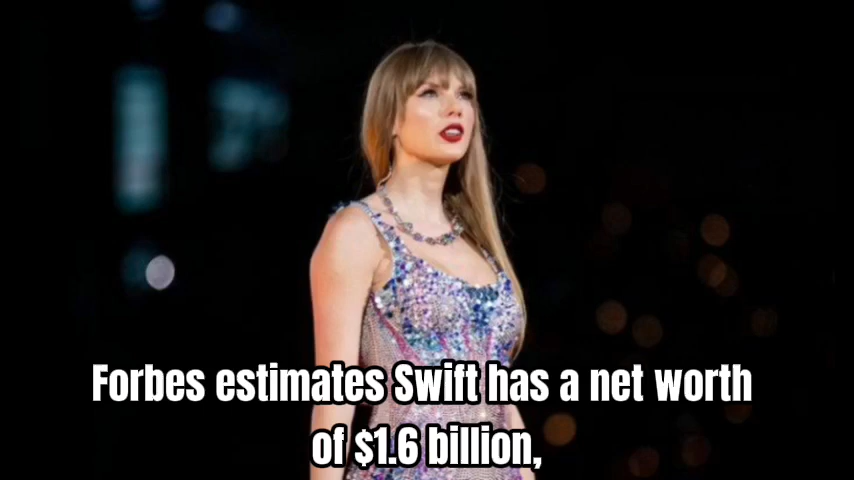 Forbes estimates Swift has a net worth
of $1.6 billion,